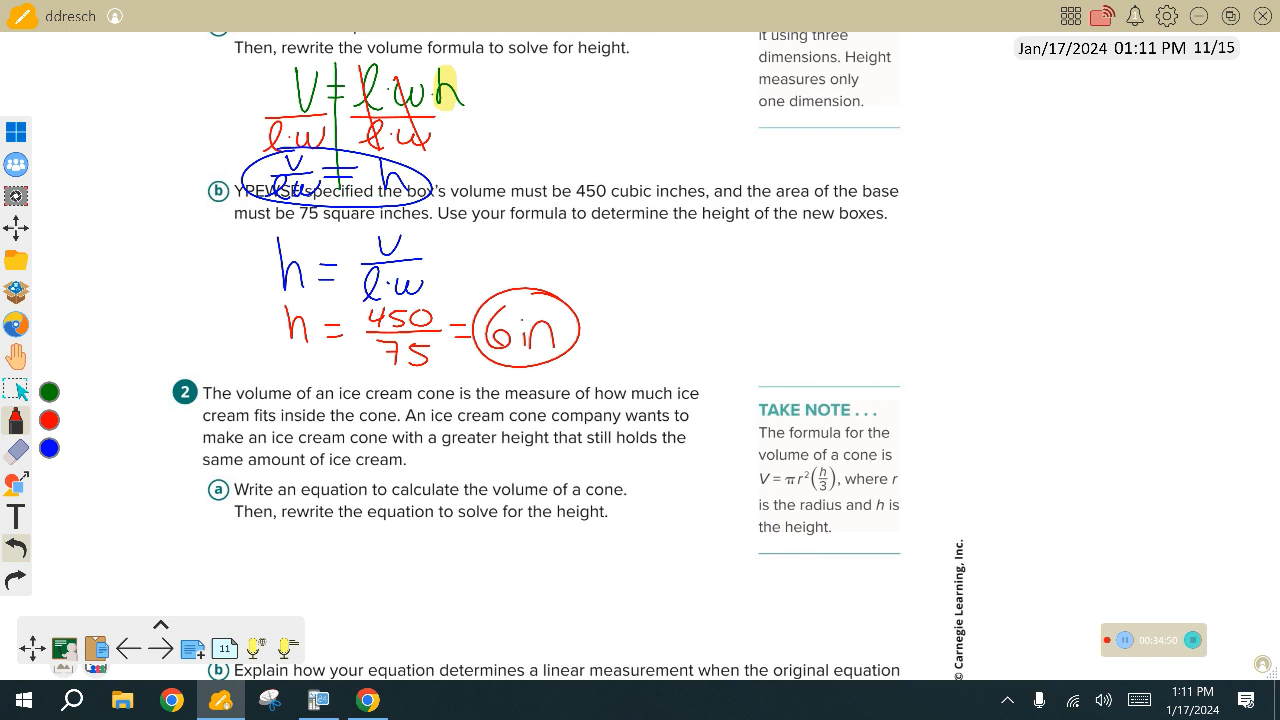 ddresch
Jan/17/2024 01:11 PM 11/15
Then, rewrite the volume formula to solve for height.
V = l · w · h
l · w l · w
V/lw = h
it using three
dimensions. Height
measures only
one dimension.
b YREWSE specified the box's volume must be 450 cubic inches, and the area of the base
must be 75 square inches. Use your formula to determine the height of the new boxes.
h = V/l·w
h = 450/75 = 6 in
2 The volume of an ice cream cone is the measure of how much ice
cream fits inside the cone. An ice cream cone company wants to
make an ice cream cone with a greater height that still holds the
same amount of ice cream.
a Write an equation to calculate the volume of a cone.
Then, rewrite the equation to solve for the height.
TAKE NOTE . . .
The formula for the
volume of a cone is
V = πr²(h/3), where r
is the radius and h is
the height.
© Carnegie Learning, Inc.
11
00:34:50
b Explain how your equation determines a linear measurement when the original equation
1:11 PM
1/17/2024